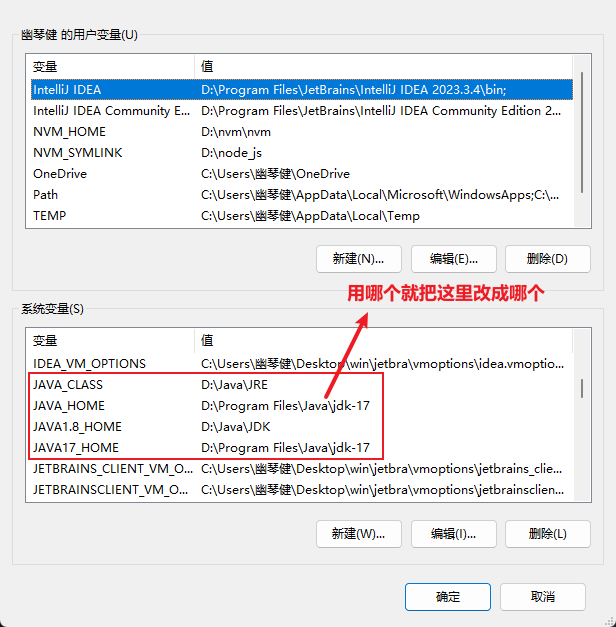 幽琴健 的用户变量(U)
变量 值
IntelliJ IDEA D:\Program Files\JetBrains\IntelliJ IDEA 2023.3.4\bin;
IntelliJ IDEA Community E... D:\Program Files\JetBrains\IntelliJ IDEA Community Edition 2...
NVM_HOME D:\nvm\nvm
NVM_SYMLINK D:\node_js
OneDrive C:\Users\幽琴健\OneDrive
Path C:\Users\幽琴健\AppData\Local\Microsoft\WindowsApps;C:\...
TEMP C:\Users\幽琴健\AppData\Local\Temp
新建(N)... 编辑(E)... 删除(D)
用哪个就把这里改成哪个
系统变量(S)
变量 值
IDEA_VM_OPTIONS C:\Users\幽琴健\Desktop\win\jetbra\vmoptions\idea.vmoptio...
JAVA_CLASS D:\Java\JRE
JAVA_HOME D:\Program Files\Java\jdk-17
JAVA1.8_HOME D:\Java\JDK
JAVA17_HOME D:\Program Files\Java\jdk-17
JETBRAINS_CLIENT_VM_O... C:\Users\幽琴健\Desktop\win\jetbra\vmoptions\jetbrains_clie...
JETBRAINSCLIENT_VM_O... C:\Users\幽琴健\Desktop\win\jetbra\vmoptions\jetbrainsclien...
新建(W)... 编辑(I)... 删除(L)
确定 取消